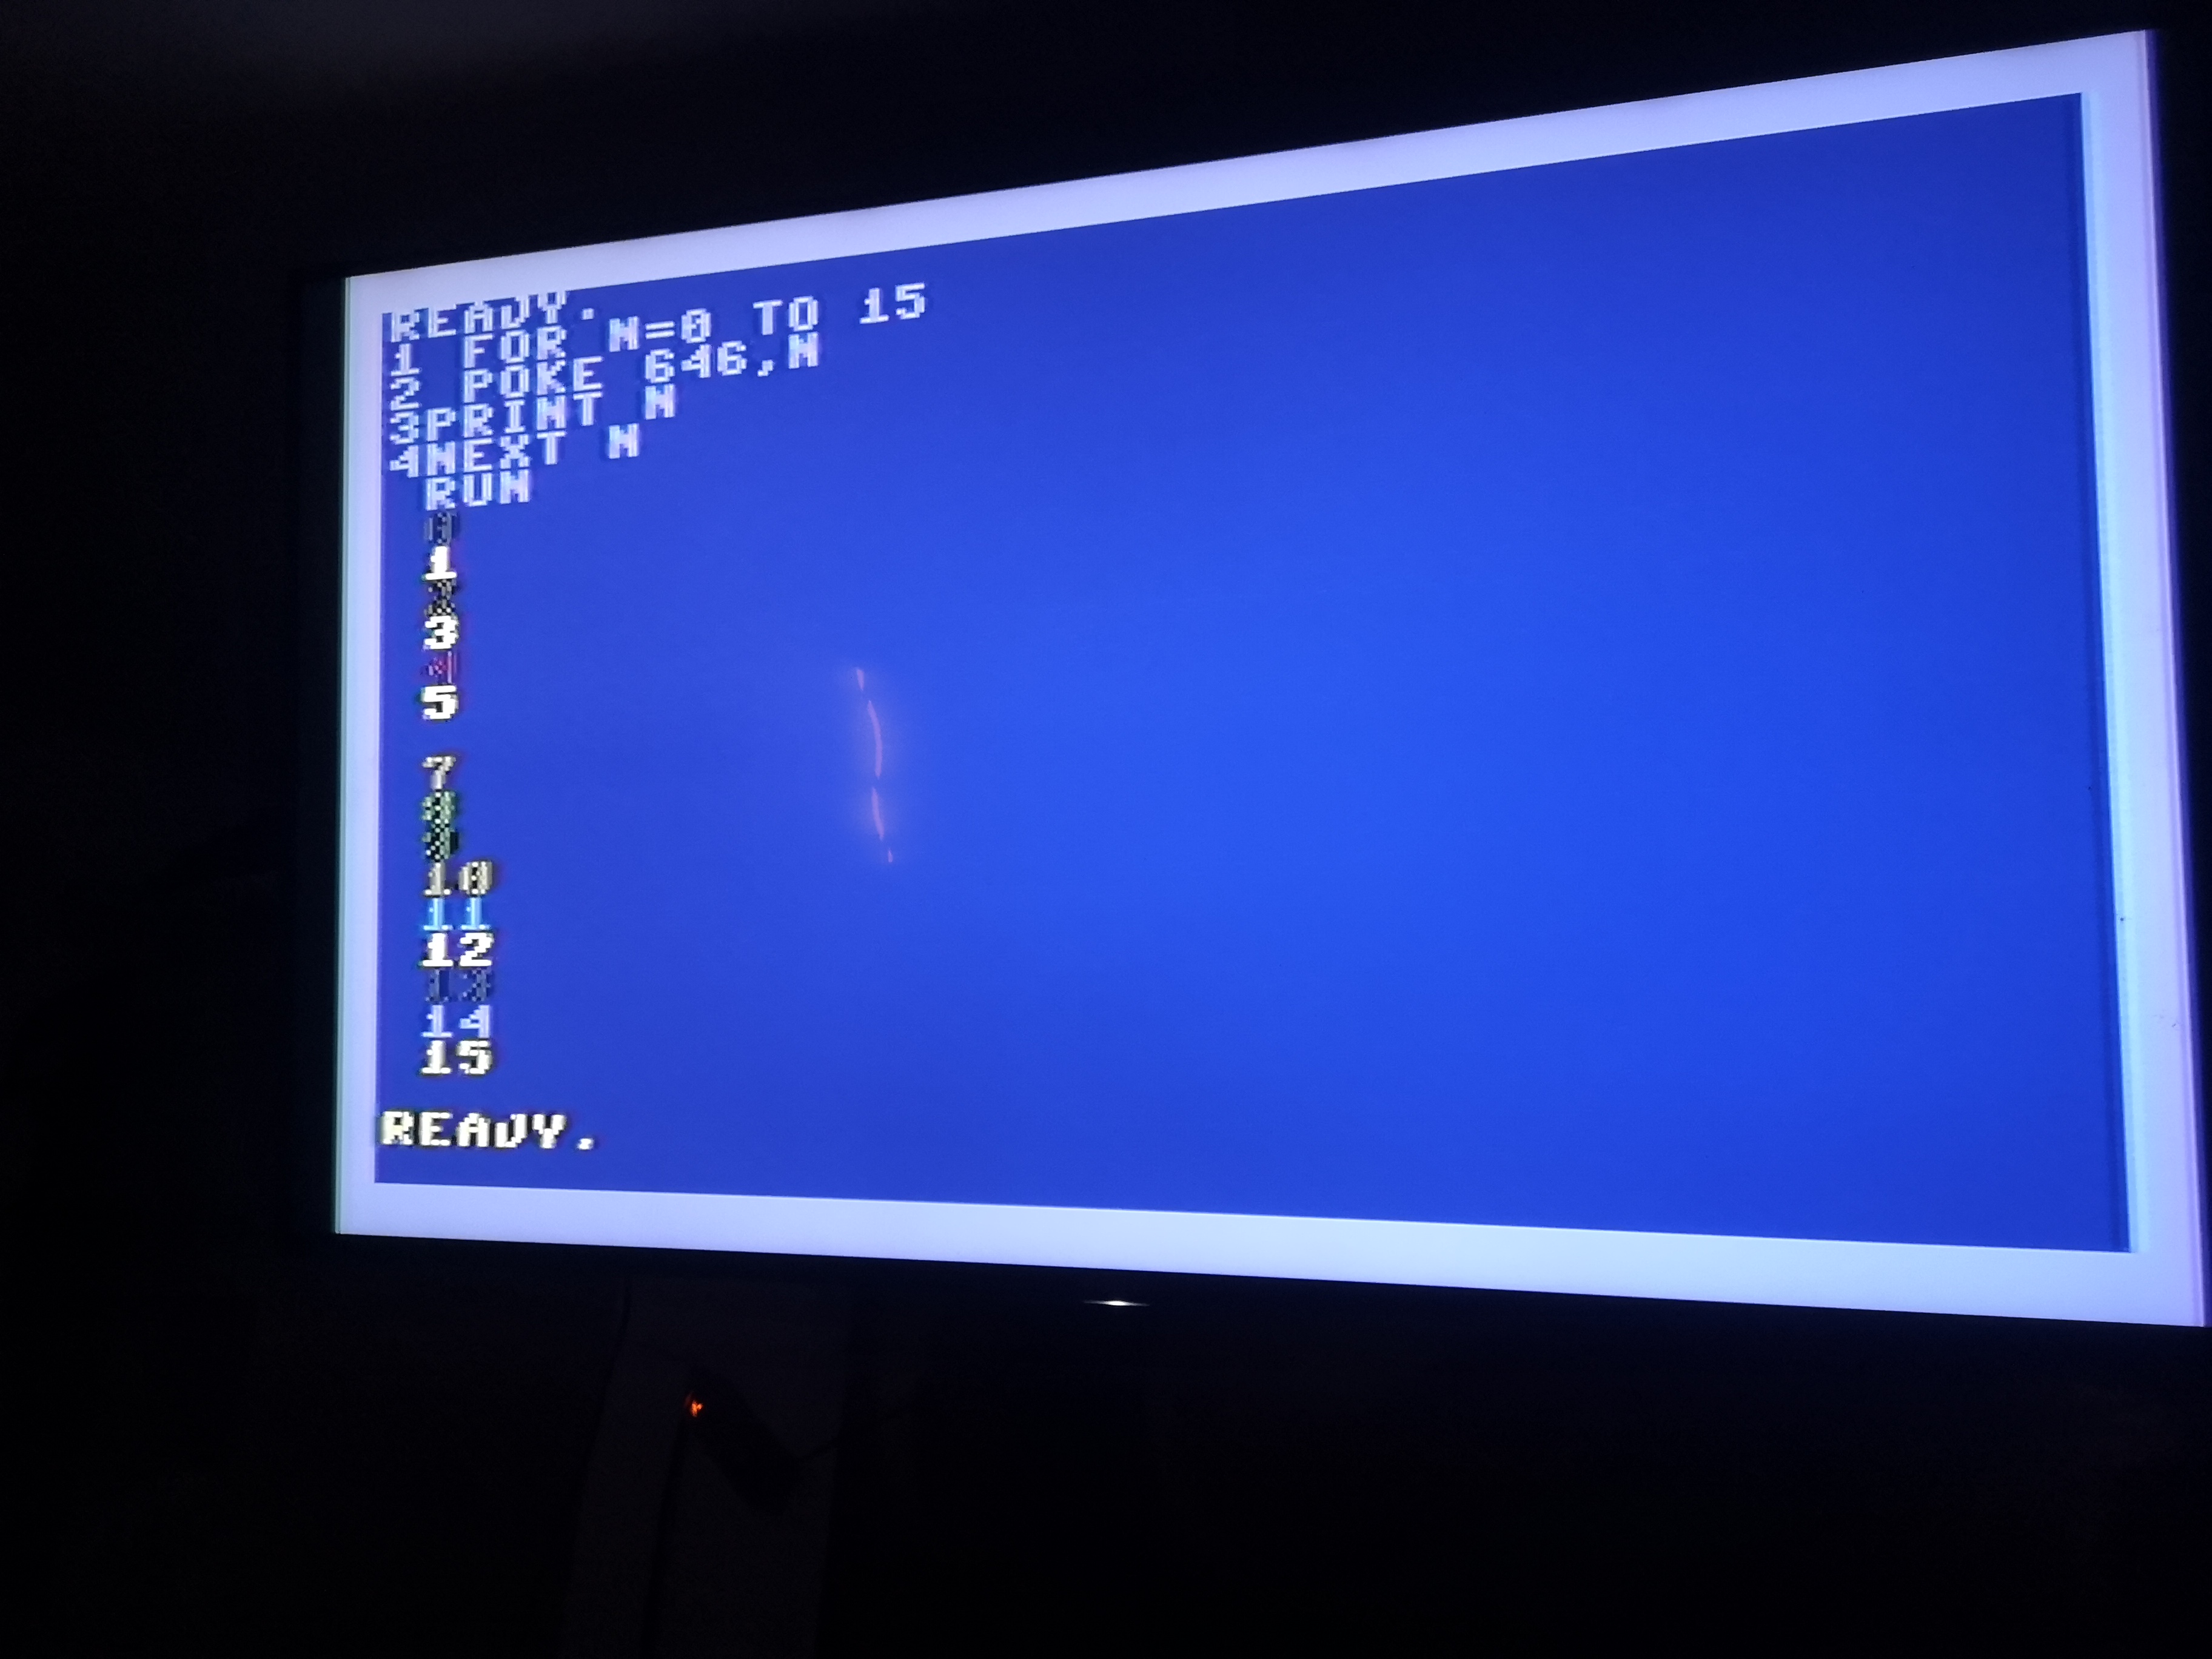 READY.
1 FOR N=0 TO 15
2 POKE 646,N
3PRINT N
4NEXT N
RUN
0
1
2
3
4
5
7
8
9
10
11
12
13
14
15
READY.